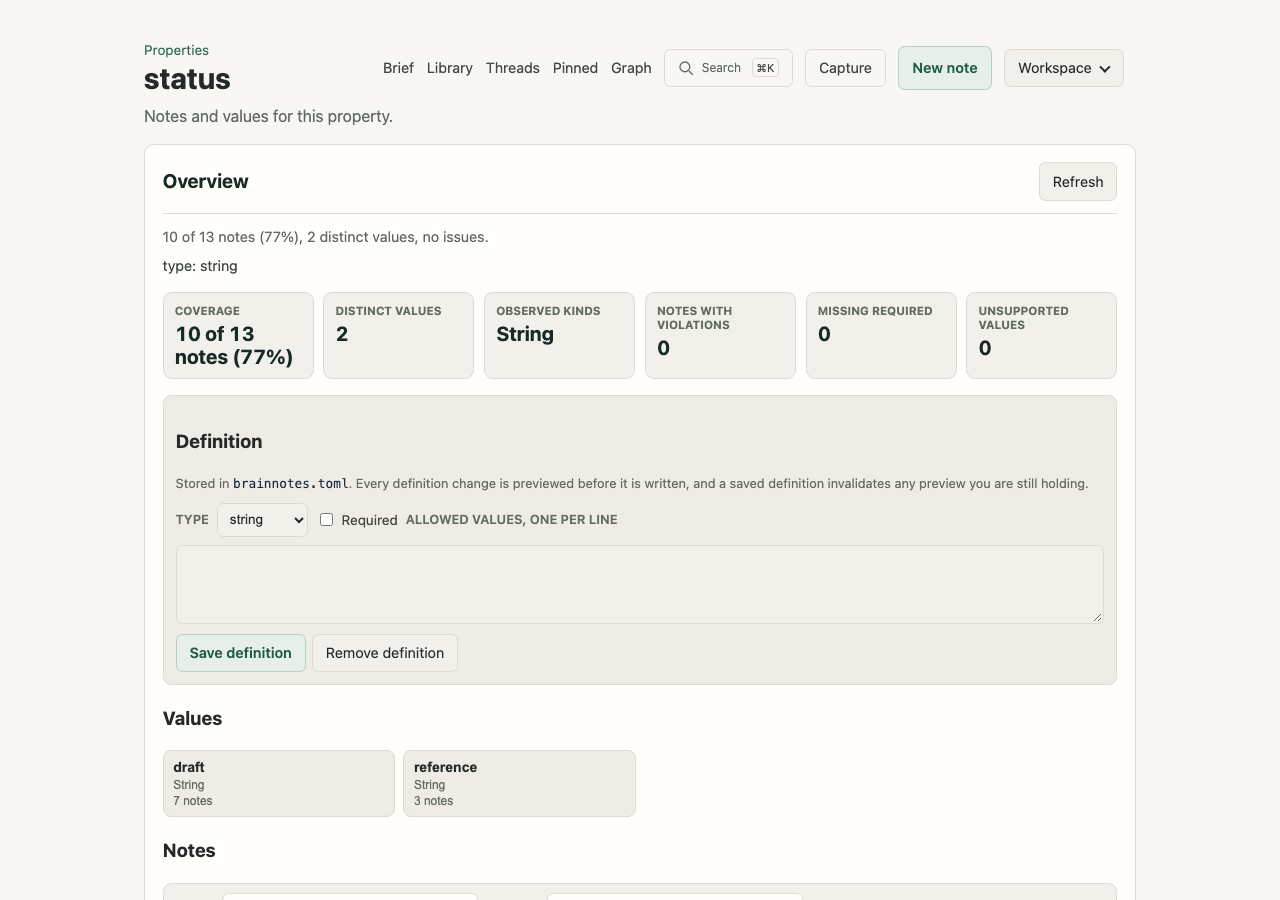 Properties
status
Brief Library Threads Pinned Graph Search ⌘K Capture New note Workspace
Notes and values for this property.
Overview
Refresh
10 of 13 notes (77%), 2 distinct values, no issues.
type: string
COVERAGE
10 of 13
notes (77%)
DISTINCT VALUES
2
OBSERVED KINDS
String
NOTES WITH
VIOLATIONS
0
MISSING REQUIRED
0
UNSUPPORTED
VALUES
0
Definition
Stored in brainnotes.toml. Every definition change is previewed before it is written, and a saved definition invalidates any preview you are still holding.
TYPE string Required ALLOWED VALUES, ONE PER LINE
Save definition Remove definition
Values
draft
String
7 notes
reference
String
3 notes
Notes